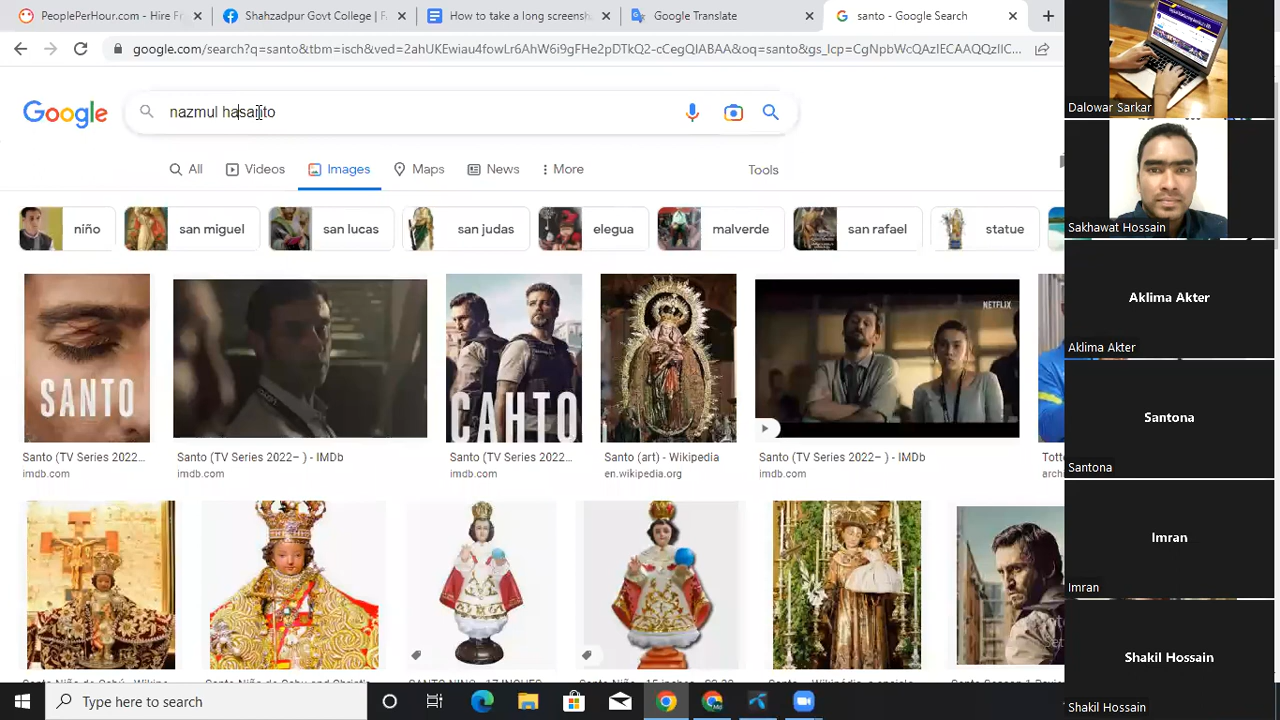 PeoplePerHour.com - Hire F
Shahzadpur Govt College | F
How to take a long screensh
Google Translate
santo - Google Search
google.com/search?q=santo&tbm=isch&ved=2ahUKEwiau4fowLr6AhW6i9gFHe2pDTkQ2-cCegQIABAA&oq=santo&gs_lcp=CgNpbWcQAzIECAAQQzIIC...
Google
nazmul hasanto
All
Videos
Images
Maps
News
More
Tools
niño
san miguel
san lucas
san judas
elegua
malverde
san rafael
statue
SANTO
CAHTO
NETFLIX
Santo (TV Series 2022...
imdb.com
Santo (TV Series 2022– ) - IMDb
imdb.com
Santo (TV Series 2022...
imdb.com
Santo (art) - Wikipedia
en.wikipedia.org
Santo (TV Series 2022– ) - IMDb
imdb.com
Totte
archi
Type here to search
Dalowar Sarkar
Sakhawat Hossain
Aklima Akter
Aklima Akter
Santona
Santona
Imran
Imran
Shakil Hossain
Shakil Hossain